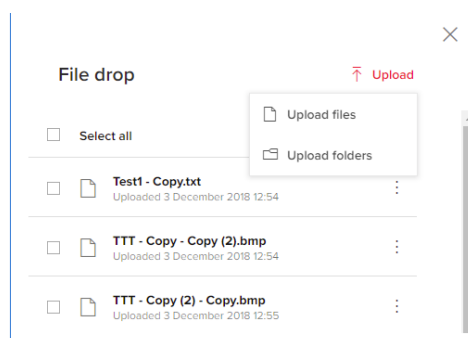 File drop
Upload
Upload files
Select all
Upload folders
Test1 - Copy.txt
Uploaded 3 December 2018 12:54
TTT - Copy - Copy (2).bmp
Uploaded 3 December 2018 12:54
TTT - Copy (2) - Copy.bmp
Uploaded 3 December 2018 12:55